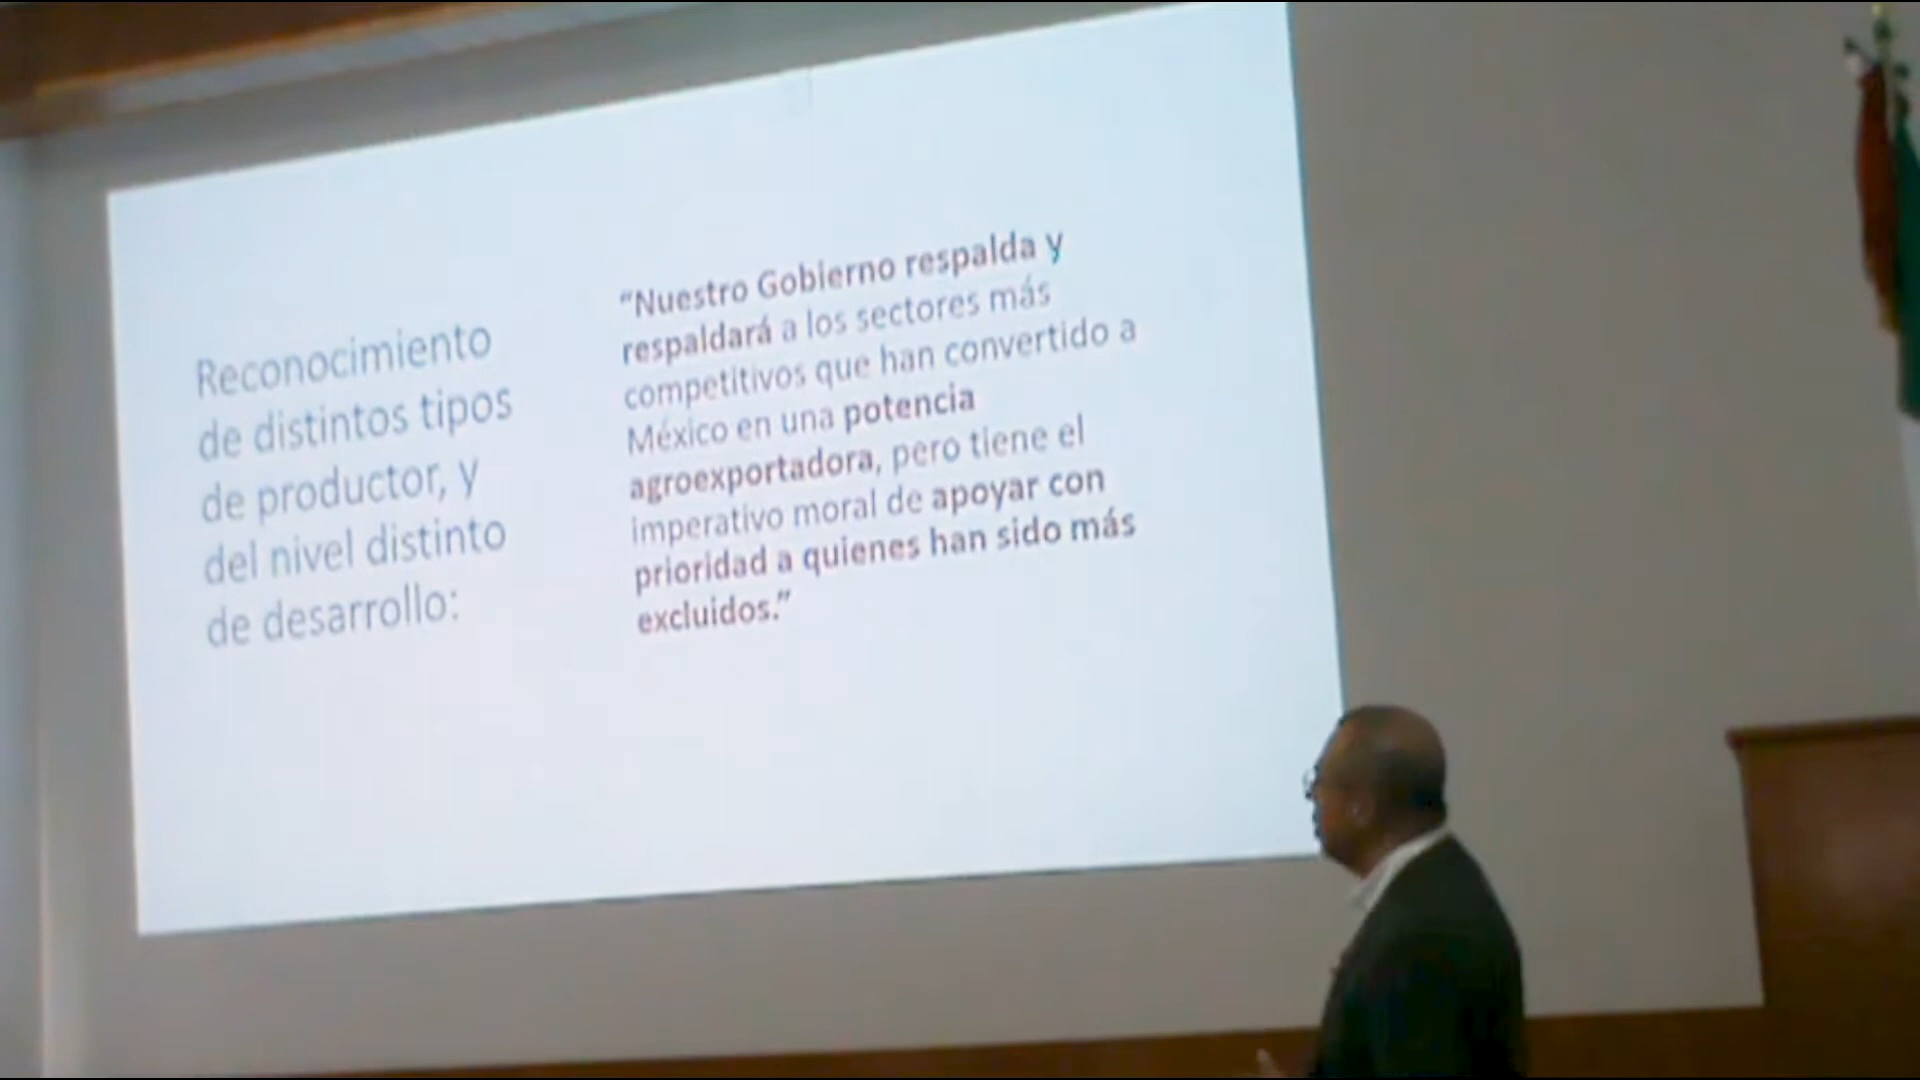 Reconocimiento
de distintos tipos
de productor, y
del nivel distinto
de desarrollo:
“Nuestro Gobierno respalda y
respaldará a los sectores más
competitivos que han convertido a
México en una potencia
agroexportadora, pero tiene el
imperativo moral de apoyar con
prioridad a quienes han sido más
excluidos.”